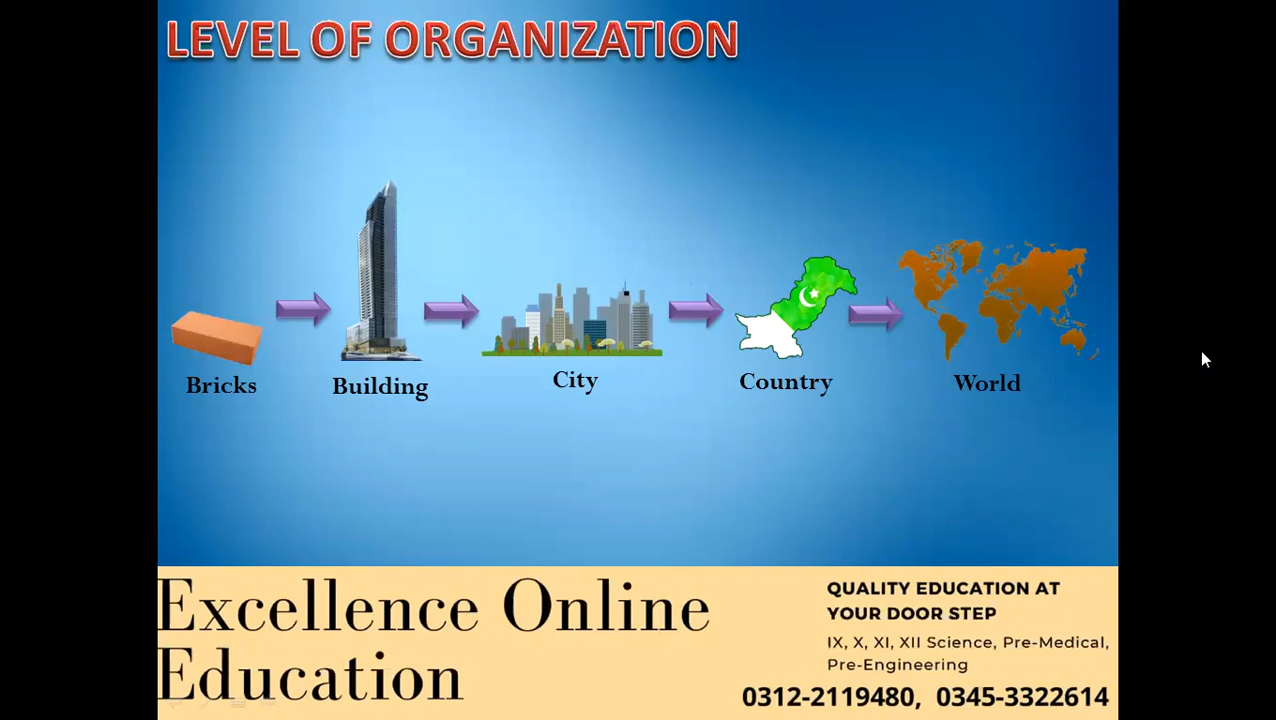 LEVEL OF ORGANIZATION
Bricks
Building
City
Country
World
Excellence Online
Education
QUALITY EDUCATION AT
YOUR DOOR STEP
IX, X, XI, XII Science, Pre-Medical,
Pre-Engineering
0312-2119480, 0345-3322614